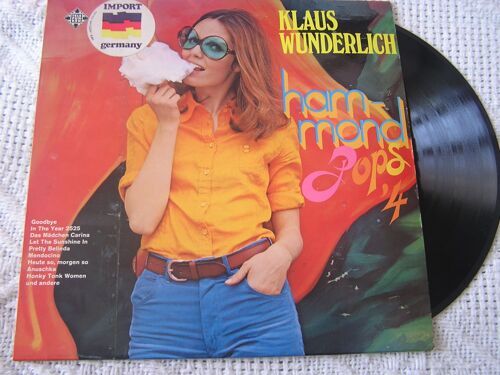 IMPORT
germany
KLAUS
WUNDERLICH
ham-
mond
Pops
'4
Goodbye
In The Year 2525
Das Mädchen Carina
Let The Sunshine In
Pretty Belinda
Mendocino
Heute so, morgen so
Anuschka
Honky Tonk Women
und andere